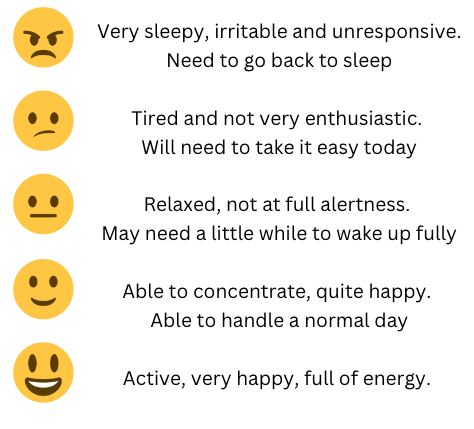 Very sleepy, irritable and unresponsive.
Need to go back to sleep
Tired and not very enthusiastic.
Will need to take it easy today
Relaxed, not at full alertness.
May need a little while to wake up fully
Able to concentrate, quite happy.
Able to handle a normal day
Active, very happy, full of energy.